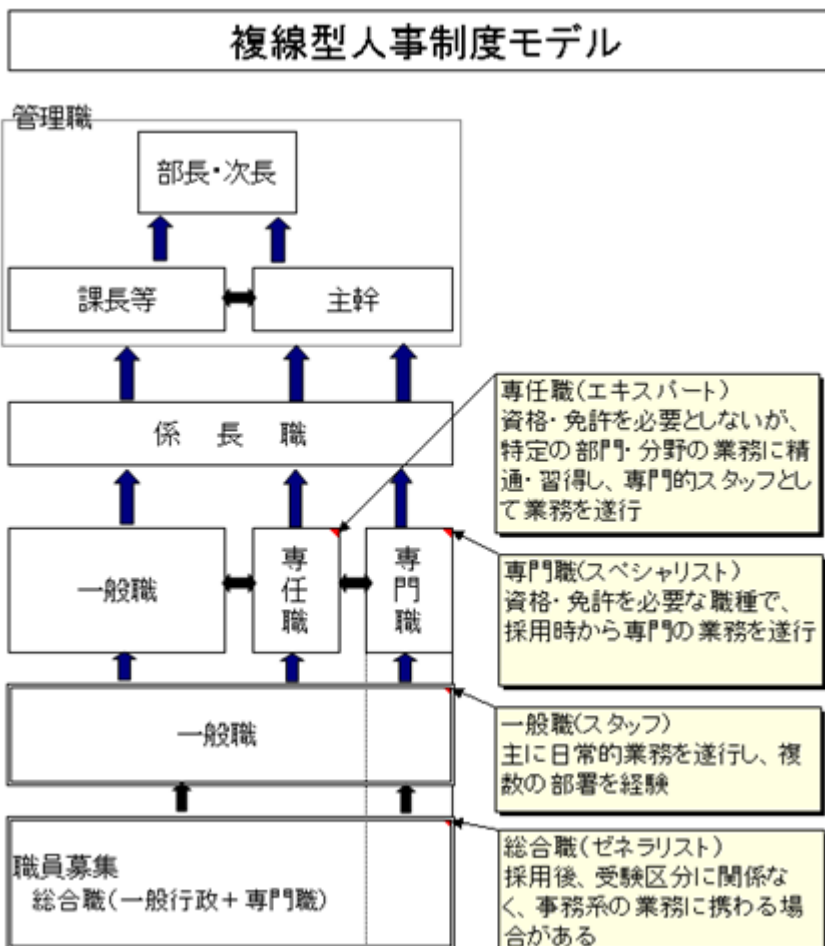 複線型人事制度モデル
管理職
部長・次長
課長等
主幹
係 長 職
専任職(エキスパート)
資格・免許を必要としないが、
特定の部門・分野の業務に精
通・習得し、専門的スタッフとし
て業務を遂行
一般職
専任職
専門職
専門職(スペシャリスト)
資格・免許を必要な職種で、
採用時から専門の業務を遂行
一般職
一般職(スタッフ)
主に日常的業務を遂行し、複
数の部署を経験
職員募集
総合職(一般行政+専門職)
総合職(ゼネラリスト)
採用後、受験区分に関係な
く、事務系の業務に携わる場
合がある